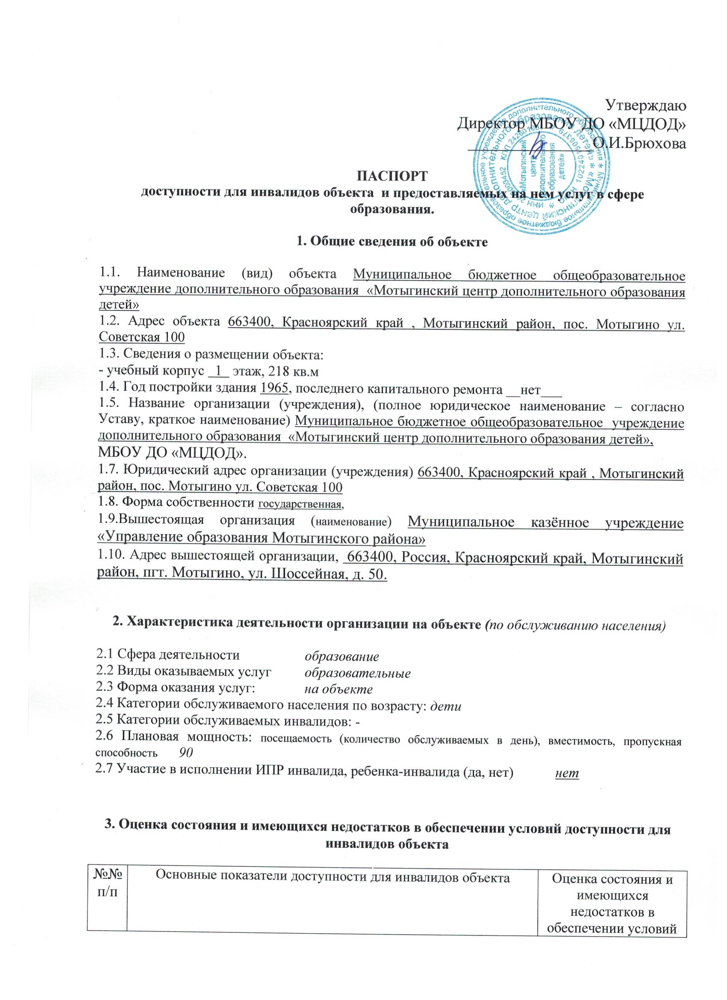 Утверждаю
Директор МБОУ ДО «МЦДОД»
_______________О.И.Брюхова
ПАСПОРТ
доступности для инвалидов объекта и предоставляемых на нем услуг в сфере
образования.
1. Общие сведения об объекте
1.1. Наименование (вид) объекта Муниципальное бюджетное общеобразовательное
учреждение дополнительного образования «Мотыгинский центр дополнительного образования
детей»
1.2. Адрес объекта 663400, Красноярский край , Мотыгинский район, пос. Мотыгино ул.
Советская 100
1.3. Сведения о размещении объекта:
- учебный корпус _1_ этаж, 218 кв.м
1.4. Год постройки здания 1965, последнего капитального ремонта __нет___
1.5. Название организации (учреждения), (полное юридическое наименование – согласно
Уставу, краткое наименование) Муниципальное бюджетное общеобразовательное учреждение
дополнительного образования «Мотыгинский центр дополнительного образования детей»,
МБОУ ДО «МЦДОД».
1.7. Юридический адрес организации (учреждения) 663400, Красноярский край , Мотыгинский
район, пос. Мотыгино ул. Советская 100
1.8. Форма собственности государственная,
1.9.Вышестоящая организация (наименование) Муниципальное казённое учреждение
«Управление образования Мотыгинского района»
1.10. Адрес вышестоящей организации, 663400, Россия, Красноярский край, Мотыгинский
район, пгт. Мотыгино, ул. Шоссейная, д. 50.
2. Характеристика деятельности организации на объекте (по обслуживанию населения)
2.1 Сфера деятельности образование
2.2 Виды оказываемых услуг образовательные
2.3 Форма оказания услуг: на объекте
2.4 Категории обслуживаемого населения по возрасту: дети
2.5 Категории обслуживаемых инвалидов: -
2.6 Плановая мощность: посещаемость (количество обслуживаемых в день), вместимость, пропускная
способность 90
2.7 Участие в исполнении ИПР инвалида, ребенка-инвалида (да, нет) нет
3. Оценка состояния и имеющихся недостатков в обеспечении условий доступности для
инвалидов объекта
№№
п/п
Основные показатели доступности для инвалидов объекта
Оценка состояния и
имеющихся
недостатков в
обеспечении условий
«Мотыгинский
центр
дополнительного
образования
детей»